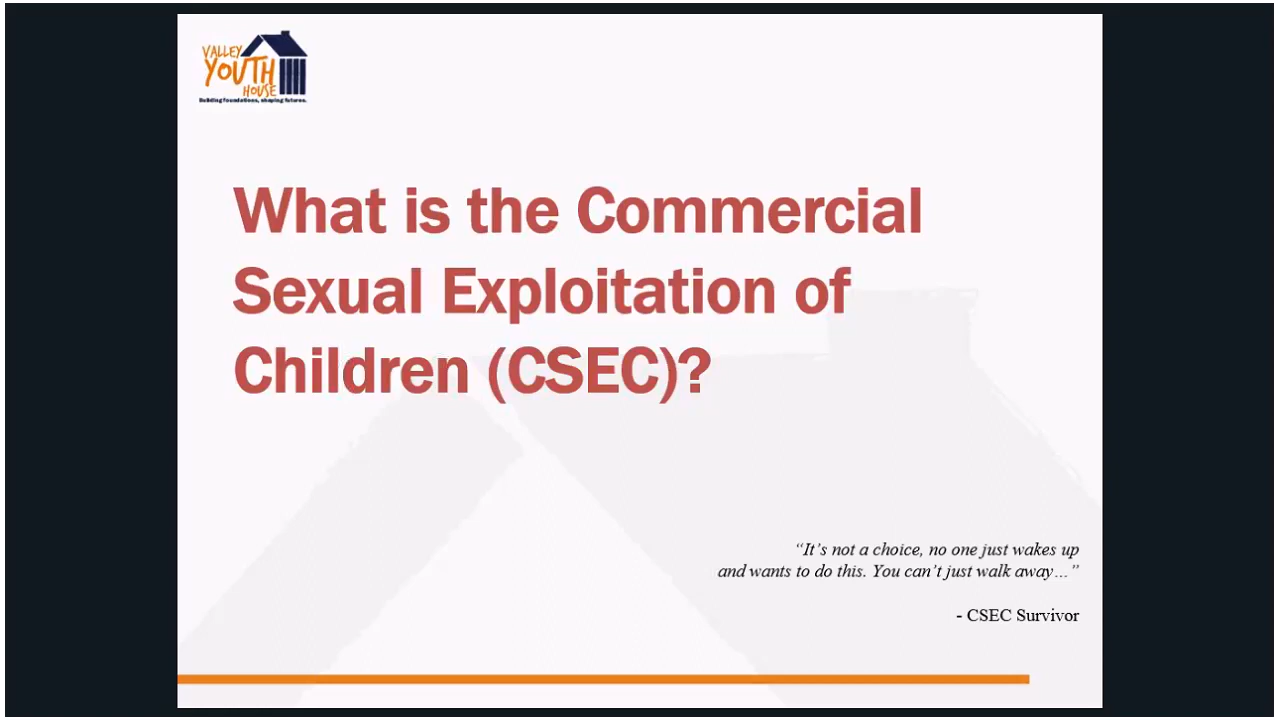 VALLEY
YOUTH
HOUSE
Building foundations, shaping futures.
What is the Commercial
Sexual Exploitation of
Children (CSEC)?
“It’s not a choice, no one just wakes up
and wants to do this. You can’t just walk away…”
- CSEC Survivor